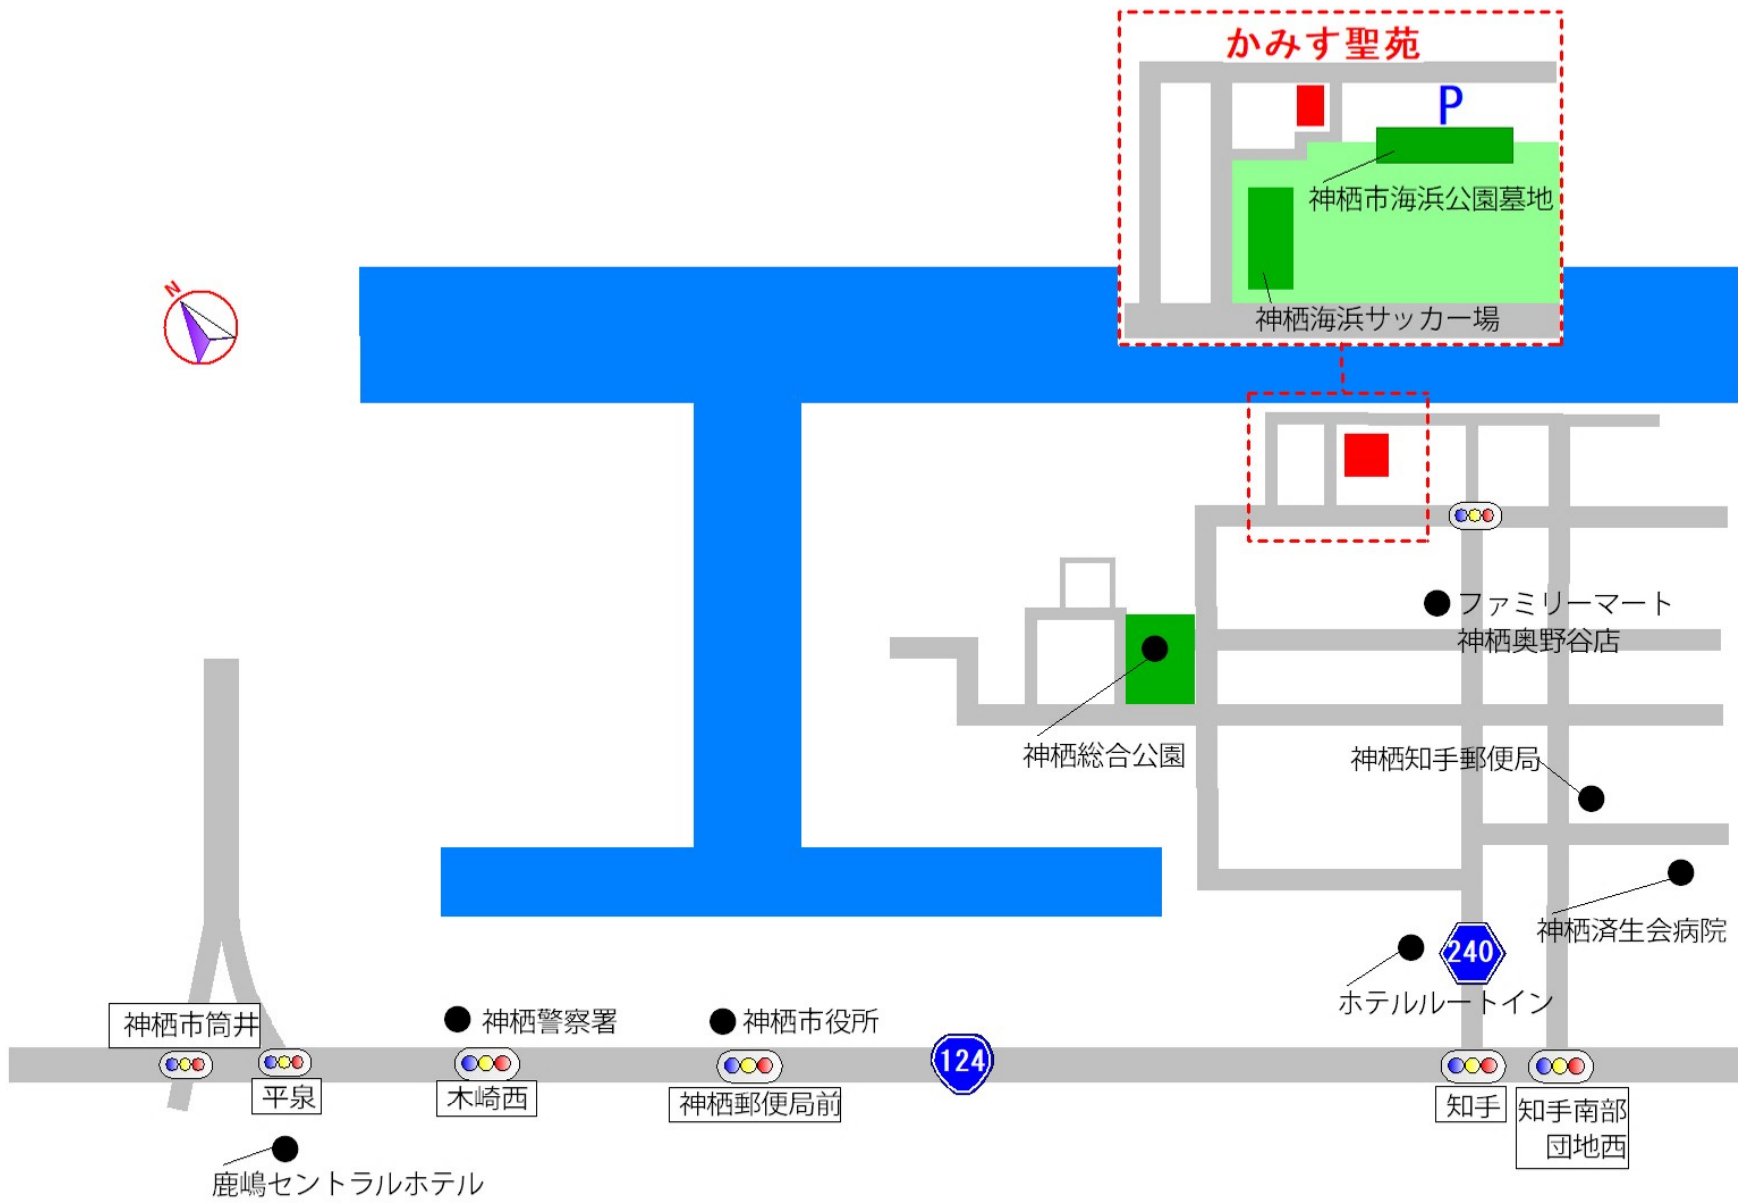 かみす聖苑
P
神栖市海浜公園墓地
神栖海浜サッカー場
N
ファミリーマート
神栖奥野谷店
神栖総合公園
神栖知手郵便局
神栖済生会病院
240
ホテルルートイン
神栖市筒井
神栖警察署
神栖市役所
124
平泉
木崎西
神栖郵便局前
知手
知手南部
団地西
鹿嶋セントラルホテル